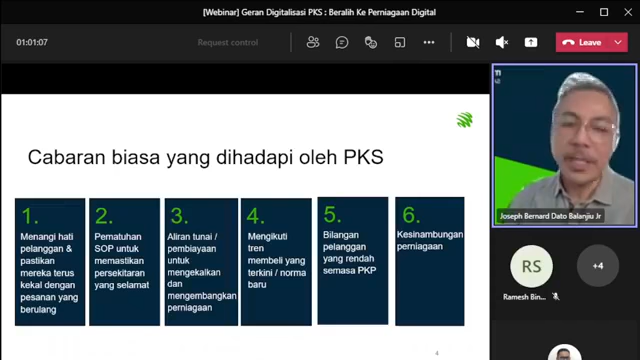 [Webinar] Geran Digitalisasi PKS : Beralih Ke Perniagaan Digital
01:01:07
Request control
Leave
Cabaran biasa yang dihadapi oleh PKS
1.
Menangi hati
pelanggan &
pastikan
mereka terus
kekal dengan
pesanan yang
berulang
2.
Pematuhan
SOP untuk
memastikan
persekitaran
yang selamat
3.
Aliran tunai /
pembiayaan
untuk
mengekalkan
dan
mengembangkan
perniagaan
4.
Mengikuti
tren
membeli yang
terkini / norma
baru
5.
Bilangan
pelanggan
yang rendah
semasa PKP
6.
Kesinambungan
perniagaan
4
Joseph Bernard Dato Balanjiu Jr
RS
Ramesh Bin...
+4